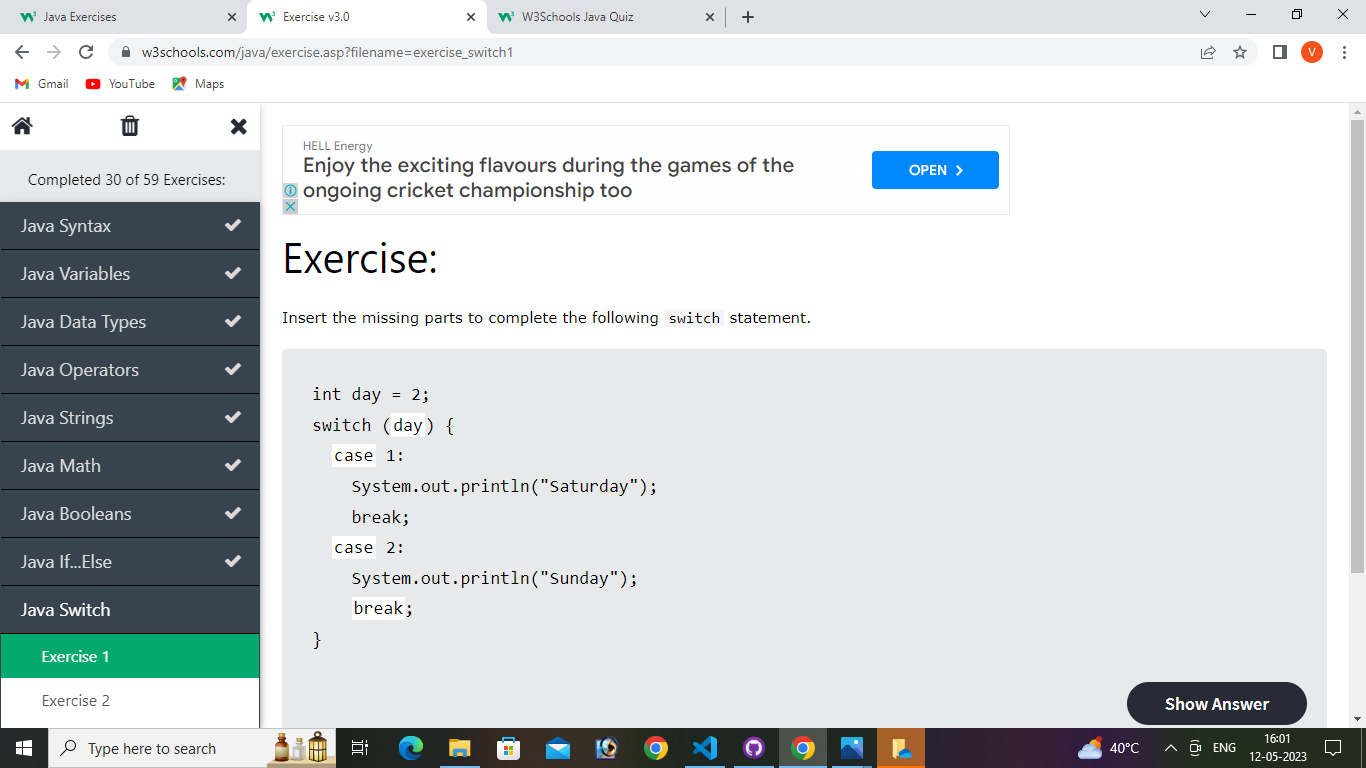 Java Exercises
Exercise v3.0
W3Schools Java Quiz
w3schools.com/java/exercise.asp?filename=exercise_switch1
V
Gmail
YouTube
Maps
Completed 30 of 59 Exercises:
Java Syntax
Java Variables
Java Data Types
Java Operators
Java Strings
Java Math
Java Booleans
Java If...Else
Java Switch
Exercise 1
Exercise 2
HELL Energy
Enjoy the exciting flavours during the games of the
ongoing cricket championship too
OPEN
Exercise:
Insert the missing parts to complete the following switch statement.
int day = 2;
switch (day) {
case 1:
System.out.println("Saturday");
break;
case 2:
System.out.println("Sunday");
break;
}
Show Answer
Type here to search
40°C
ENG
16:01
12-05-2023